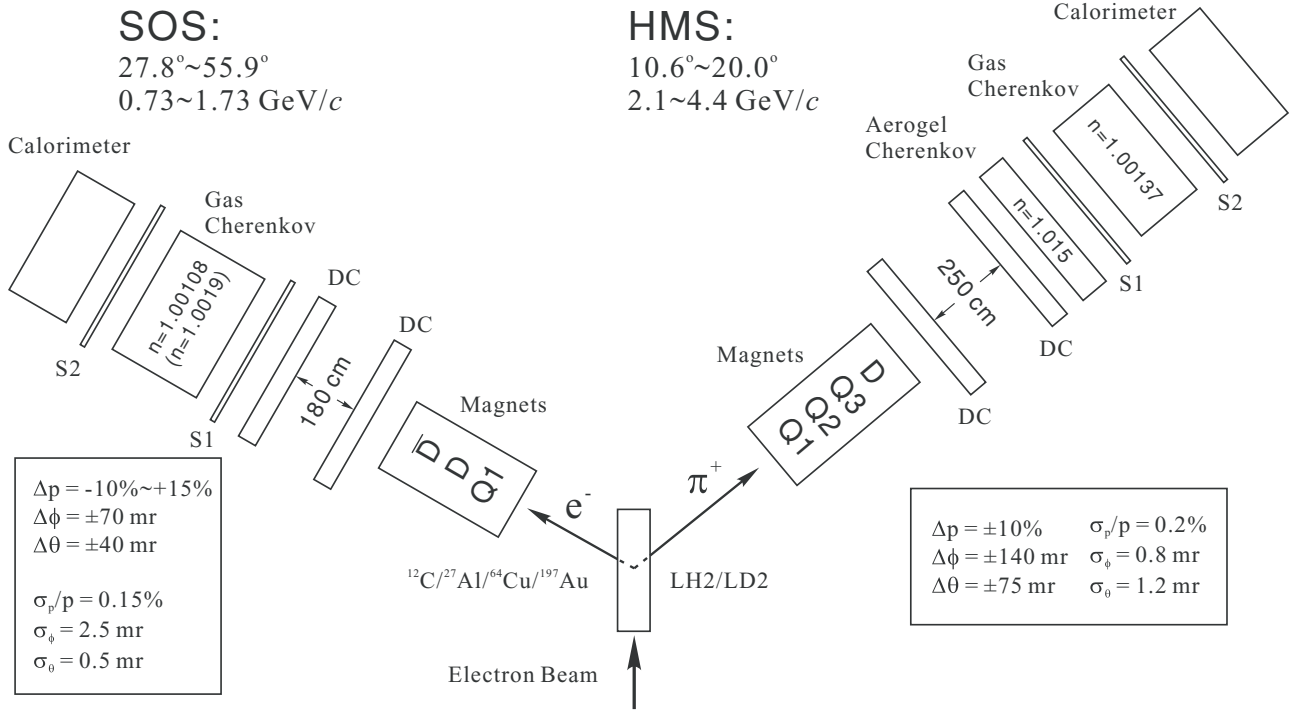 SOS:
27.8°~55.9°
0.73~1.73 GeV/c
HMS:
10.6°~20.0°
2.1~4.4 GeV/c
Calorimeter
Gas
Cherenkov
n=1.00108
(n=1.0019)
S2
S1
DC
DC
180 cm
Magnets
D̅
D
Q1
e⁻
π⁺
Calorimeter
Gas
Cherenkov
Aerogel
Cherenkov
n=1.00137
n=1.015
S2
S1
DC
DC
250 cm
Magnets
D
Q3
Q2
Q1
Δp = -10%~+15%
Δϕ = ±70 mr
Δθ = ±40 mr
σₚ/p = 0.15%
σ_ϕ = 2.5 mr
σ_θ = 0.5 mr
¹²C/²⁷Al/⁶⁴Cu/¹⁹⁷Au
LH2/LD2
Electron Beam
Δp = ±10% σₚ/p = 0.2%
Δϕ = ±140 mr σ_ϕ = 0.8 mr
Δθ = ±75 mr σ_θ = 1.2 mr